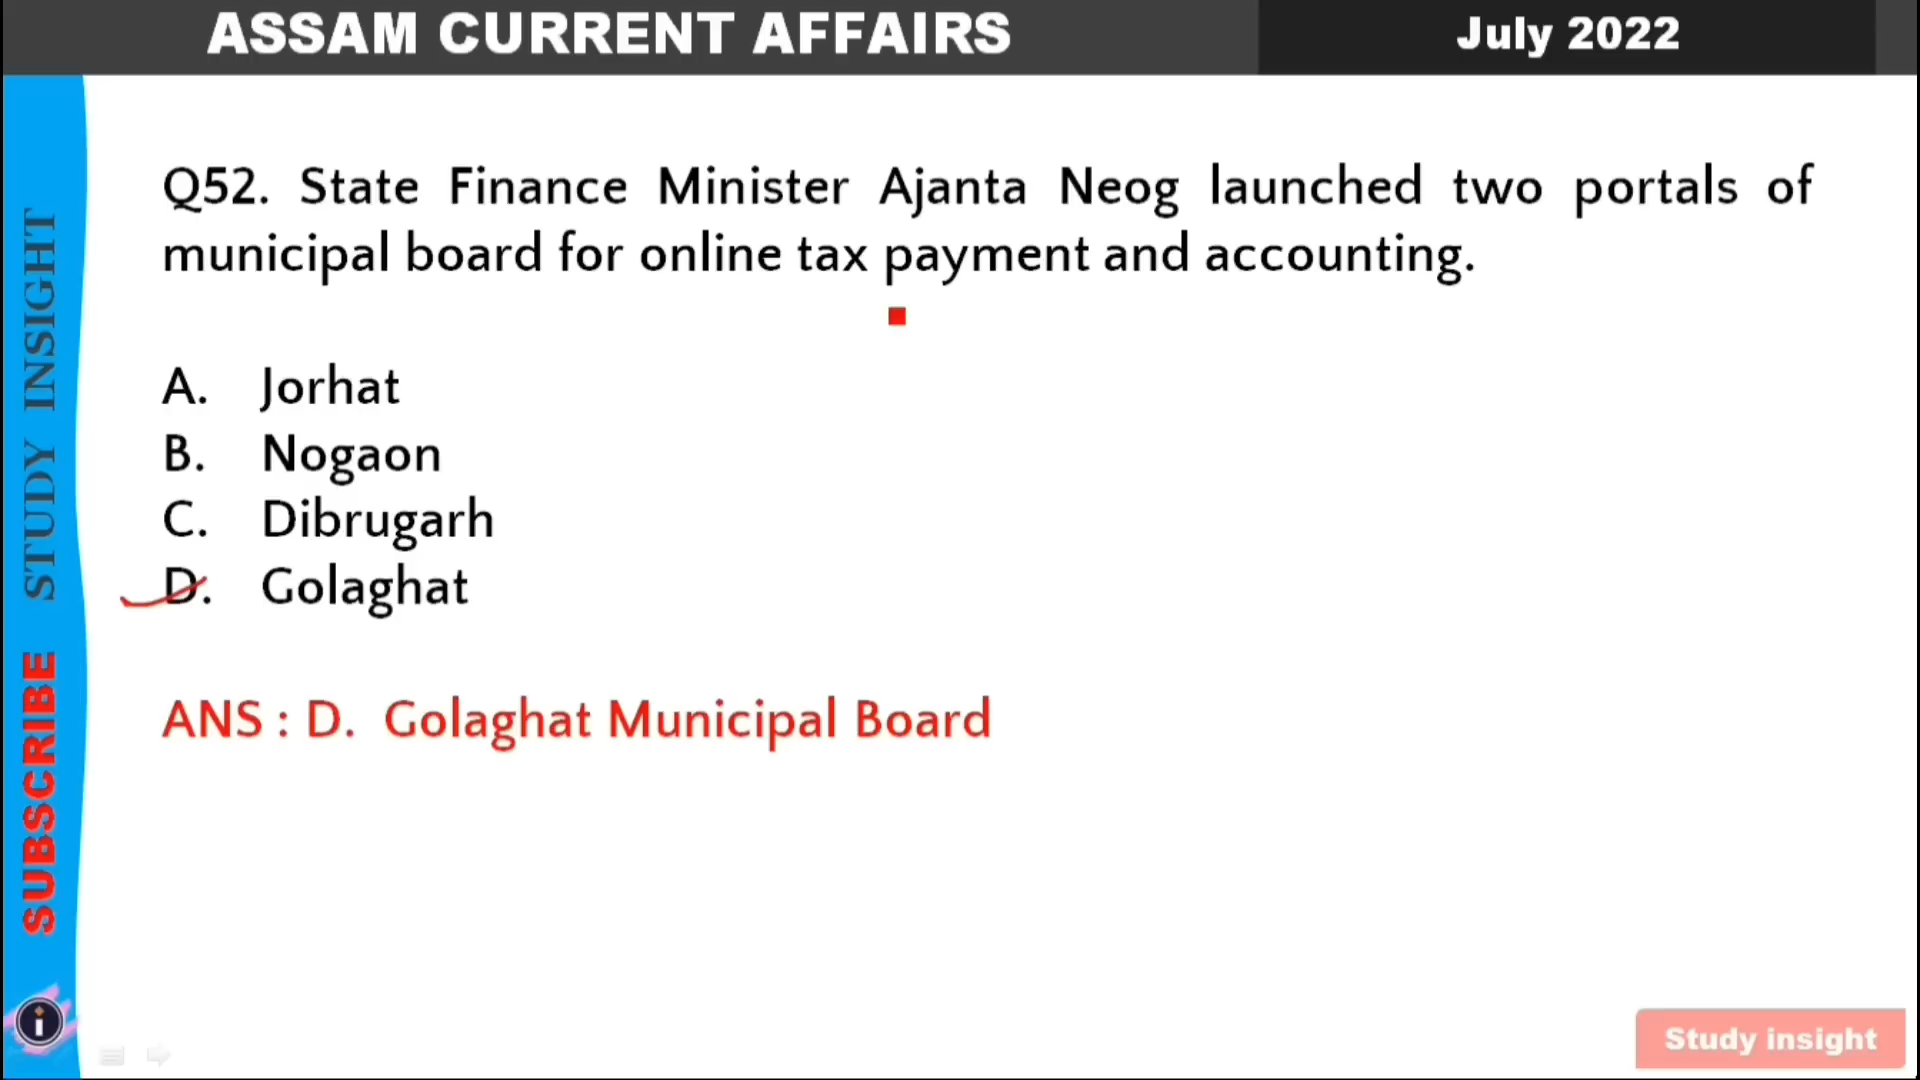 ASSAM CURRENT AFFAIRS
July 2022
Q52. State Finance Minister Ajanta Neog launched two portals of
municipal board for online tax payment and accounting.
A. Jorhat
B. Nogaon
C. Dibrugarh
D. Golaghat
ANS : D. Golaghat Municipal Board
SUBSCRIBE STUDY INSIGHT
i
Study insight